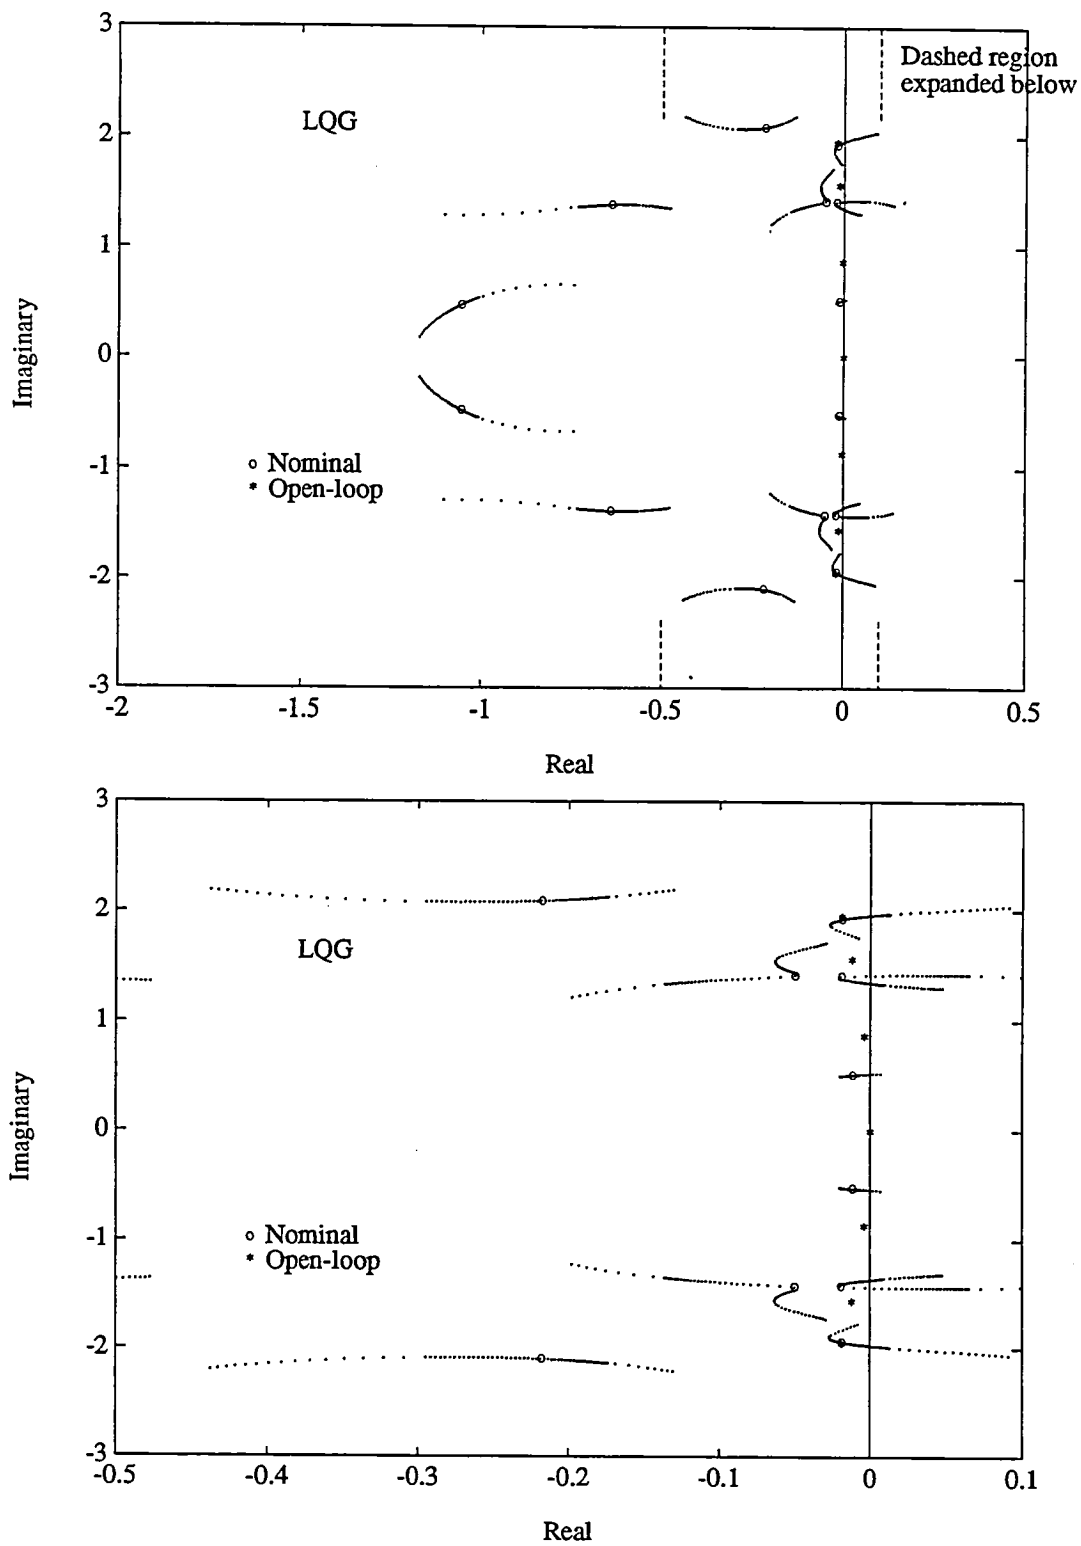 3
Dashed region
expanded below
LQG
2
1
Imaginary
0
o Nominal
-1
* Open-loop
-2
-3
-2 -1.5 -1 -0.5 0 0.5
Real
3
2
LQG
1
Imaginary
0
o Nominal
-1
* Open-loop
-2
-3
-0.5 -0.4 -0.3 -0.2 -0.1 0 0.1
Real